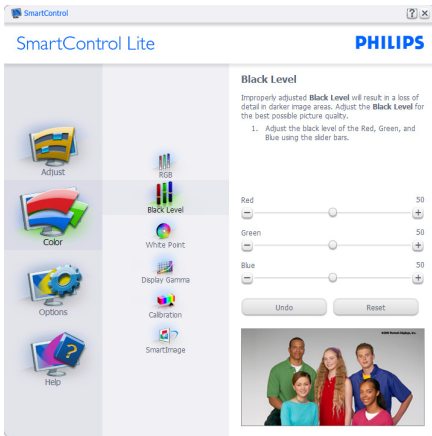 SmartControl
SmartControl Lite
PHILIPS
Adjust
Color
Options
Help
RGB
Black Level
White Point
Display Gamma
Calibration
SmartImage
Black Level
Improperly adjusted Black Level will result in a loss of
detail in darker image areas. Adjust the Black Level for
the best possible picture quality.
1. Adjust the black level of the Red, Green, and
Blue using the slider bars.
Red 50
Green 50
Blue 50
Undo Reset